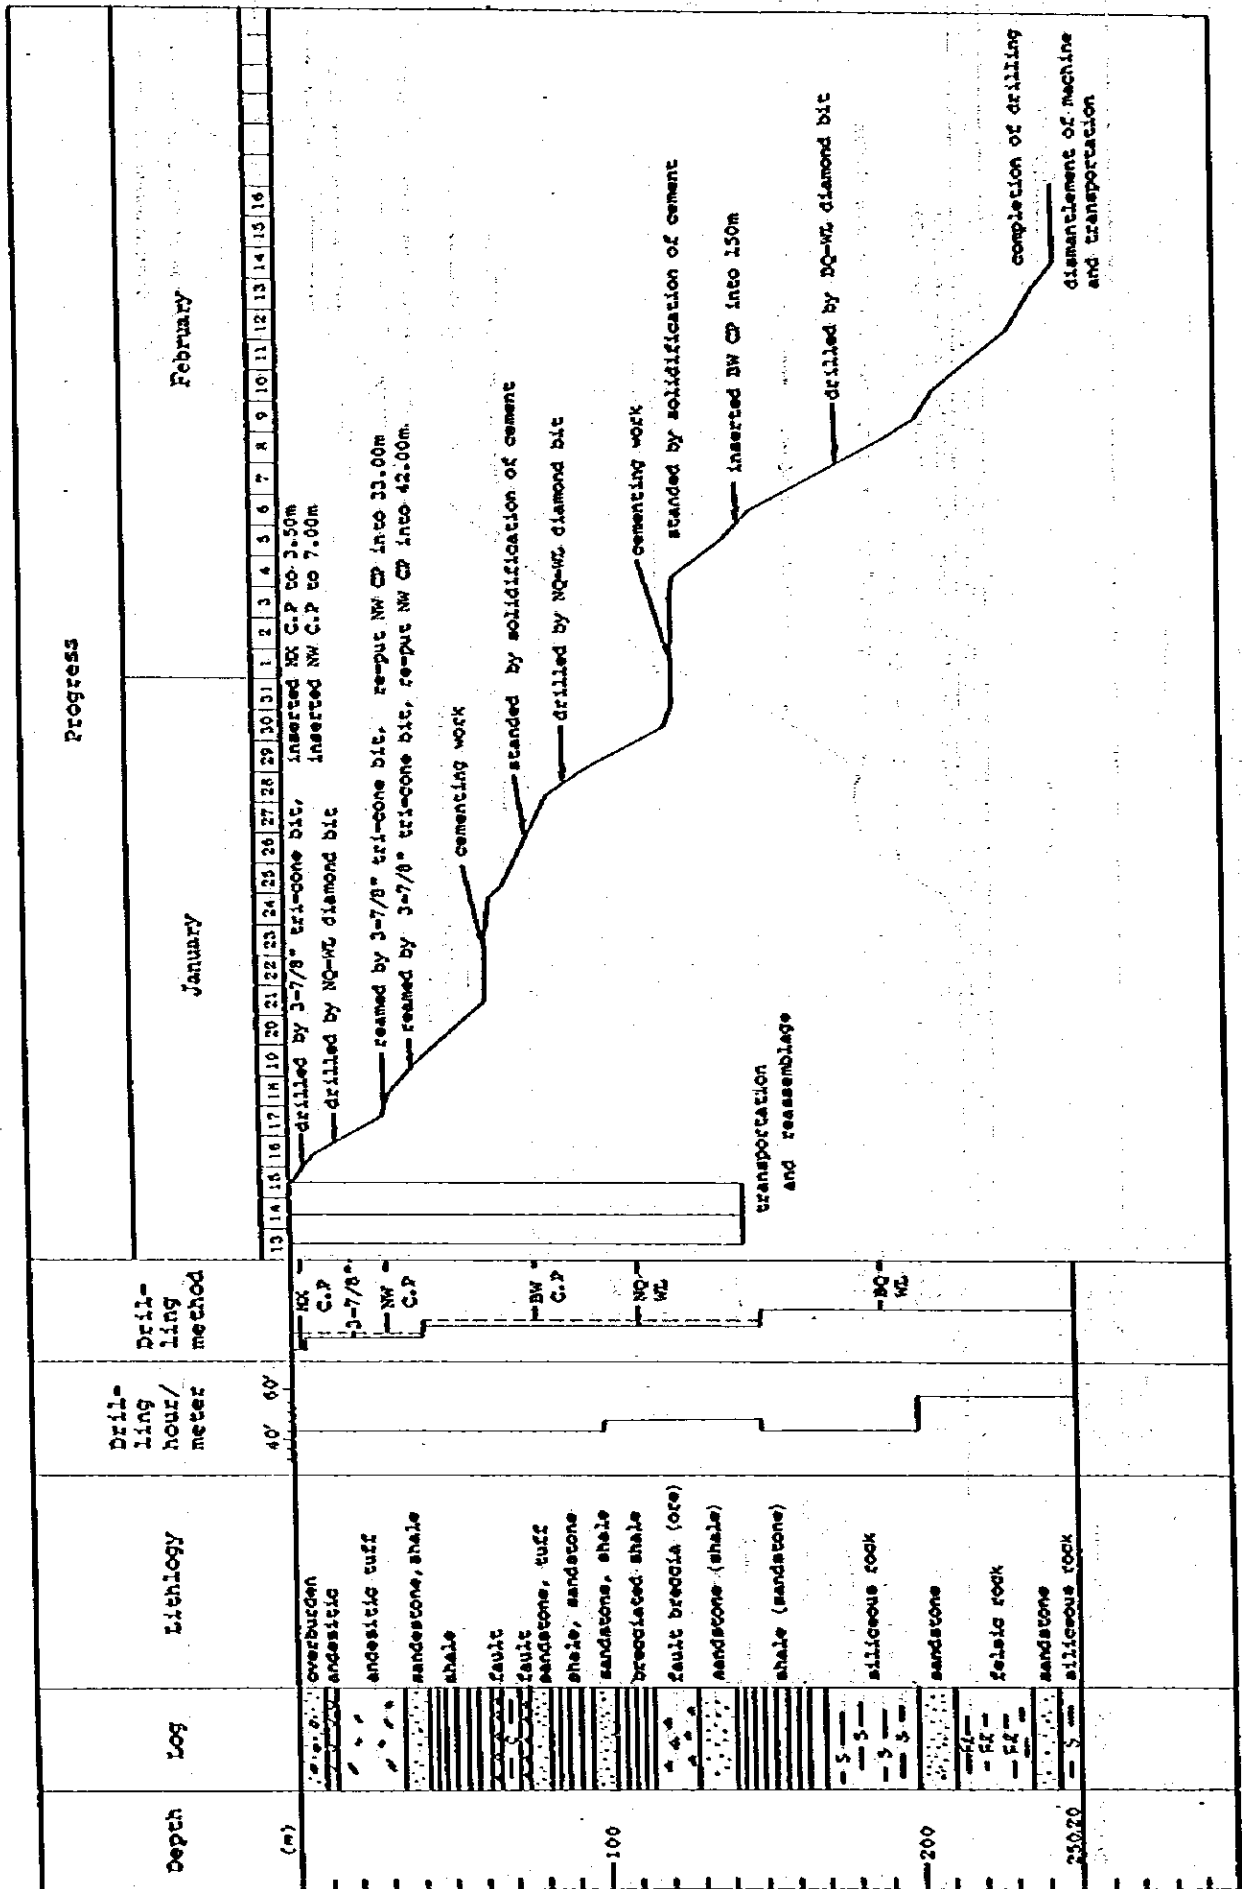 Depth
Log
Lithlogy
Dril-
ling
hour/
meter
Dril-
ling
method
Progress
January
February
(m)
40' 60'
13 14 15 16 17 18 19 20 21 22 23 24 25 26 27 28 29 30 31 1 2 3 4 5 6 7 8 9 10 11 12 13 14 15 16
100
200
250.20
overburden
andesitic
andesitic tuff
sandestone, shale
shale
fault
fault
sandstone, tuff
shale, sandstone
sandstone, shale
brecciated shale
fault breccia (ore)
sandstone (shale)
shale (sandstone)
siliceous rock
sandstone
felsic rock
sandstone
siliceous rock
S
S
S
S
S
Ff
Ff
Ff
S
C.P
3-7/8"
NW
C.P
BW
C.P
NQ
WL
BQ
WL
drilled by 3-7/8" tri-cone bit, inserted NX C.P to 3.50m
inserted NW C.P to 7.00m
drilled by NQ-WL diamond bit
reamed by 3-7/8" tri-cone bit, re-put NW CP into 33.00m
reamed by 3-7/8" tri-cone bit, re-put NW CP into 42.00m.
cementing work
standed by solidification of cement
drilled by NQ-WL diamond bit
cementing work
standed by solidification of cement
inserted BW CP into 150m
drilled by BQ-WL diamond bit
completion of drilling
dismantlement of machine
and transportation
transportation
and reassemblage